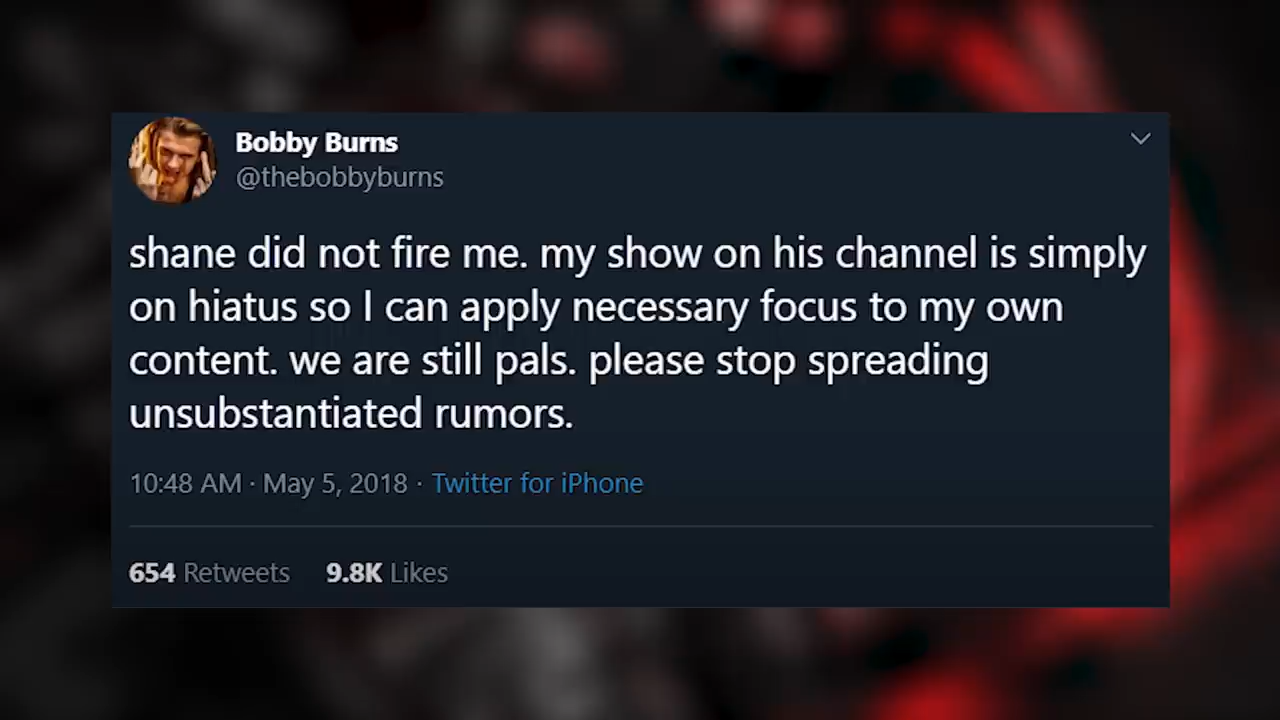 Bobby Burns
@thebobbyburns
shane did not fire me. my show on his channel is simply
on hiatus so I can apply necessary focus to my own
content. we are still pals. please stop spreading
unsubstantiated rumors.
10:48 AM · May 5, 2018 · Twitter for iPhone
654 Retweets 9.8K Likes